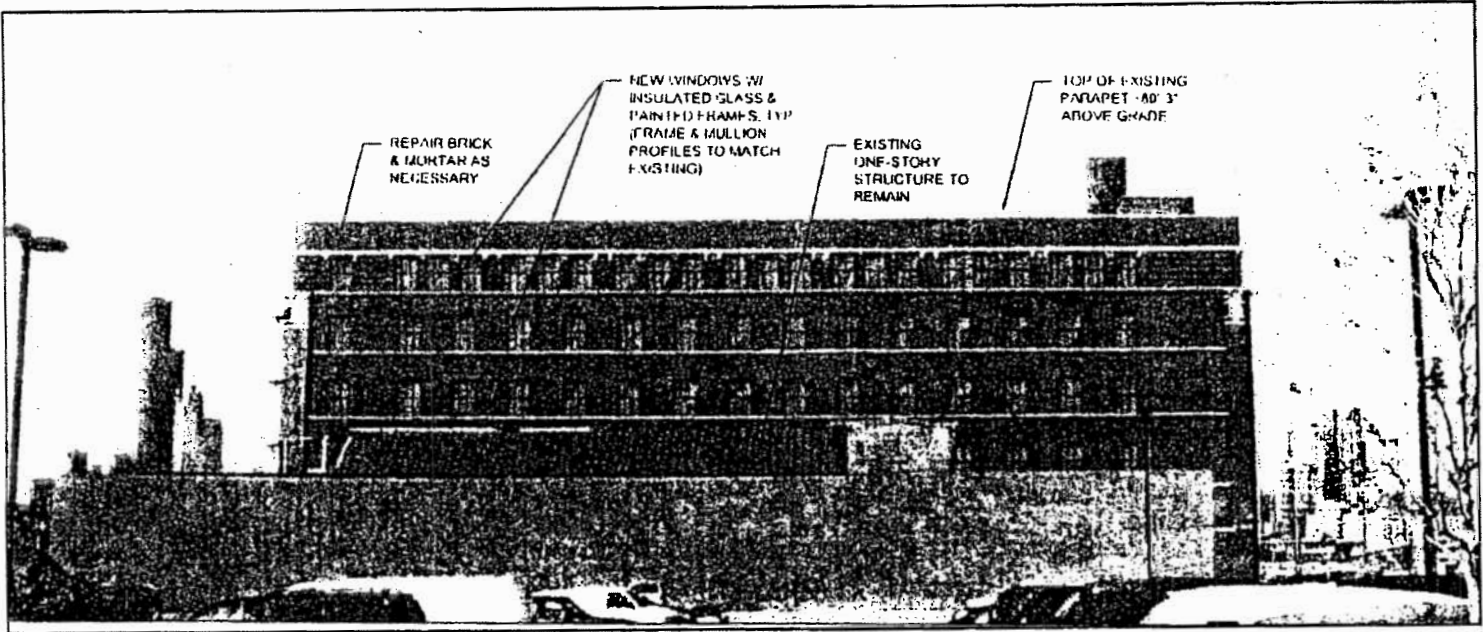 REPAIR BRICK
& MORTAR AS
NECESSARY
NEW WINDOWS W/
INSULATED GLASS &
PAINTED FRAMES, TYP
(FRAME & MULLION
PROFILES TO MATCH
EXISTING)
EXISTING
ONE-STORY
STRUCTURE TO
REMAIN
TOP OF EXISTING
PARAPET
ABOVE GRADE